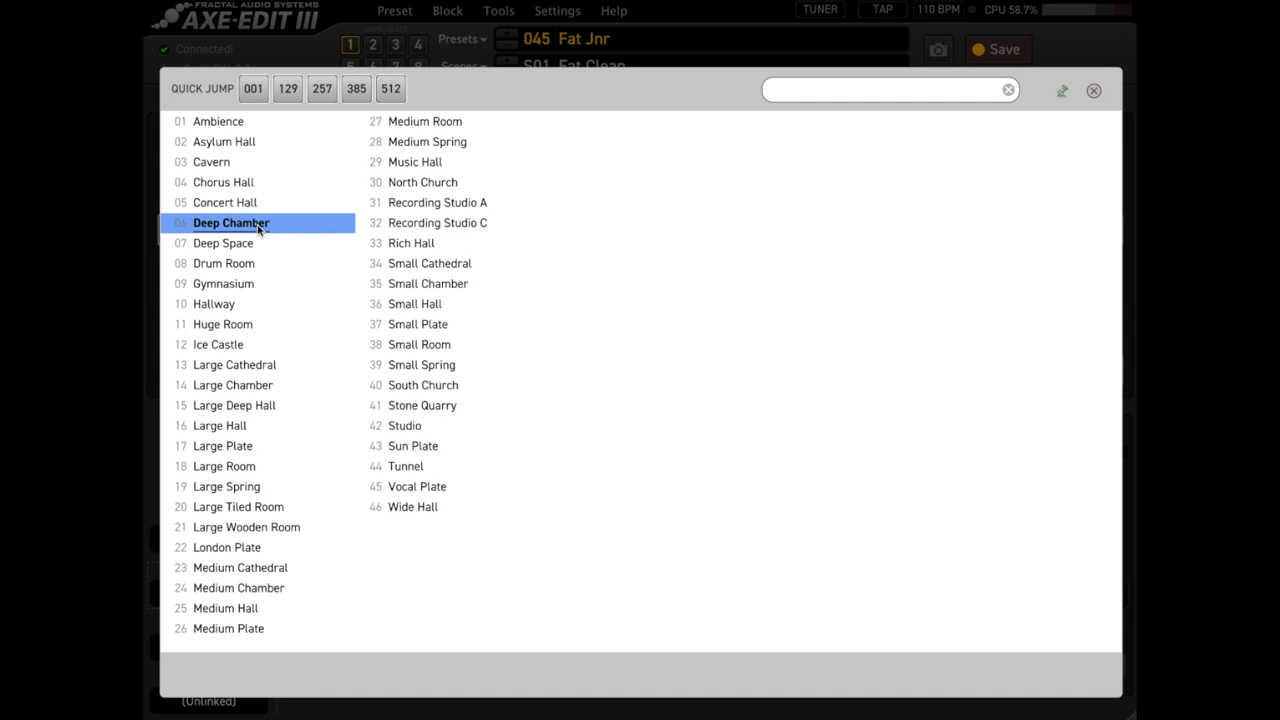 FRACTAL AUDIO SYSTEMS
AXE-EDIT III
Preset Block Tools Settings Help
TUNER TAP 110 BPM CPU 58.7%
Connected!
1 2 3 4
Presets
045 Fat Jnr
Save
Scenes
S01 Fat Clean
QUICK JUMP 001 129 257 385 512
01 Ambience
02 Asylum Hall
03 Cavern
04 Chorus Hall
05 Concert Hall
06 Deep Chamber
07 Deep Space
08 Drum Room
09 Gymnasium
10 Hallway
11 Huge Room
12 Ice Castle
13 Large Cathedral
14 Large Chamber
15 Large Deep Hall
16 Large Hall
17 Large Plate
18 Large Room
19 Large Spring
20 Large Tiled Room
21 Large Wooden Room
22 London Plate
23 Medium Cathedral
24 Medium Chamber
25 Medium Hall
26 Medium Plate
27 Medium Room
28 Medium Spring
29 Music Hall
30 North Church
31 Recording Studio A
32 Recording Studio C
33 Rich Hall
34 Small Cathedral
35 Small Chamber
36 Small Hall
37 Small Plate
38 Small Room
39 Small Spring
40 South Church
41 Stone Quarry
42 Studio
43 Sun Plate
44 Tunnel
45 Vocal Plate
46 Wide Hall
(Unlinked)